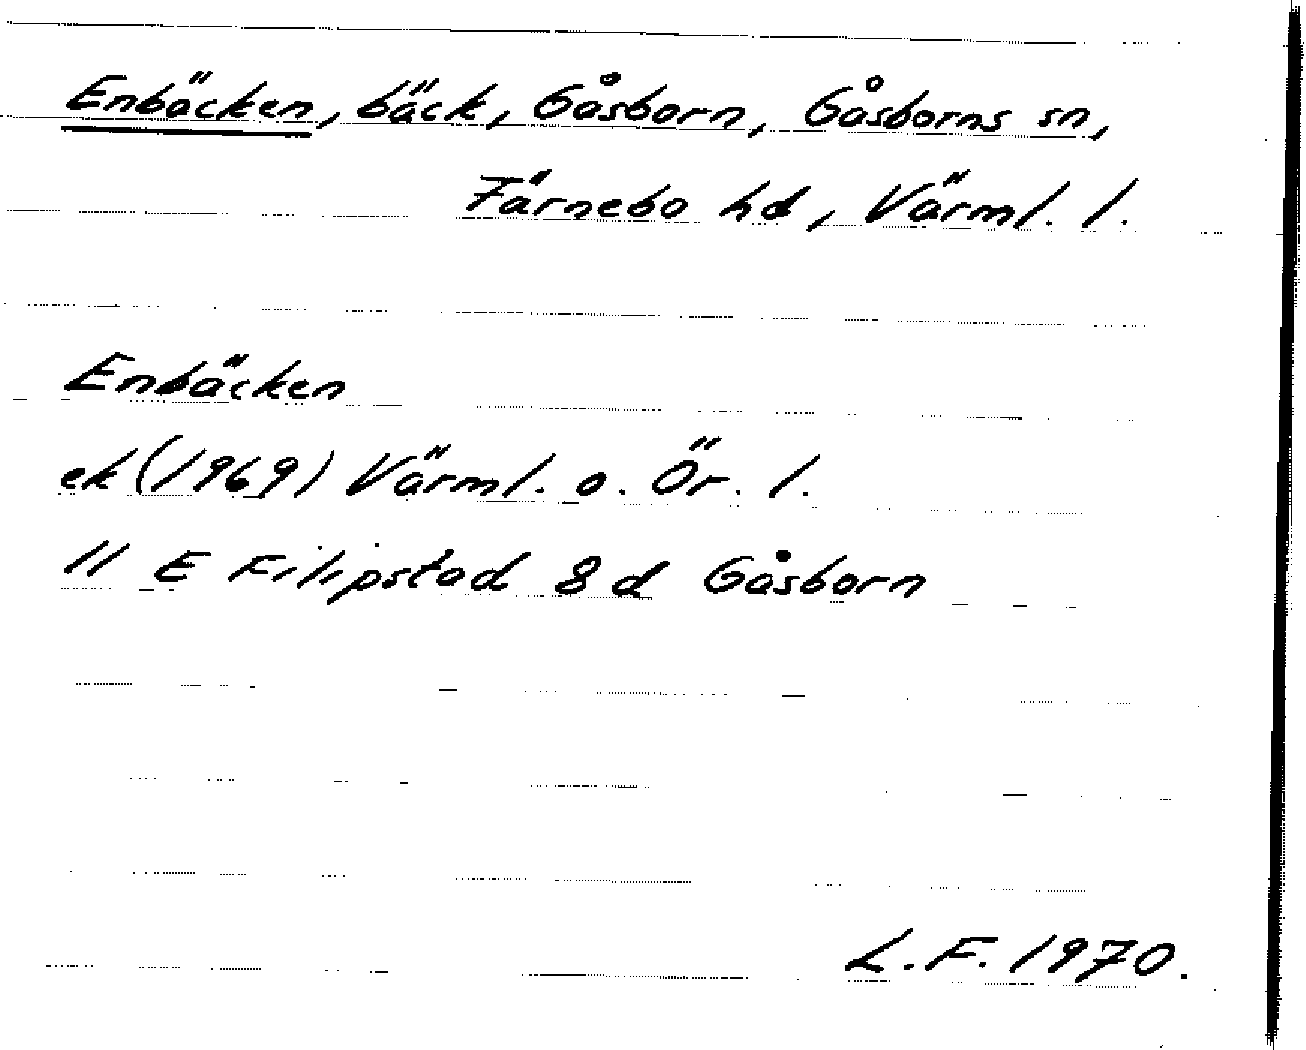 Enbäcken, bäck, Gåsborn, Gåsborns sn,
Färnebo hd, Värml. l.
Enbäcken
ek (1969) Värml. o. Ör. l.
11 E Filipstad 8 d Gåsborn
L.F. 1970.